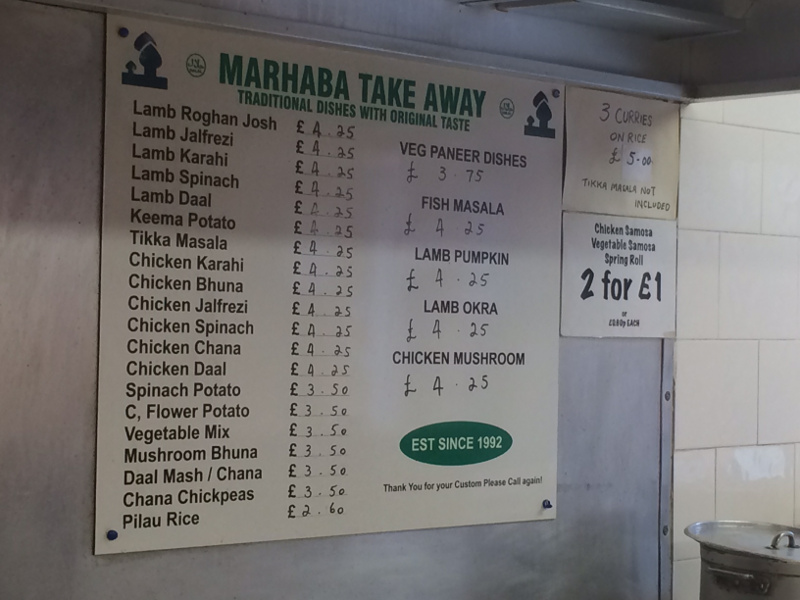 MARHABA TAKE AWAY
TRADITIONAL DISHES WITH ORIGINAL TASTE
Lamb Roghan Josh £ 4.25
Lamb Jalfrezi £ 4.25
Lamb Karahi £ 4.25
Lamb Spinach £ 4.25
Lamb Daal £ 4.25
Keema Potato £ 4.25
Tikka Masala £ 4.25
Chicken Karahi £ 4.25
Chicken Bhuna £ 4.25
Chicken Jalfrezi £ 4.25
Chicken Spinach £ 4.25
Chicken Chana £ 4.25
Chicken Daal £ 4.25
Spinach Potato £ 3.50
C, Flower Potato £ 3.50
Vegetable Mix £ 3.50
Mushroom Bhuna £ 3.50
Daal Mash / Chana £ 3.50
Chana Chickpeas £ 3.50
Pilau Rice £ 2.60
VEG PANEER DISHES
£ 3.75
FISH MASALA
£ 4 25
LAMB PUMPKIN
£ 4.25
LAMB OKRA
£ 4.25
CHICKEN MUSHROOM
£ 4.25
EST SINCE 1992
Thank You for your Custom Please Call again!
3 CURRIES
ON RICE
£ 5.00
TIKKA MASALA NOT
INCLUDED
Chicken Samosa
Vegetable Samosa
Spring Roll
2 for £1
or
£0.60p EACH